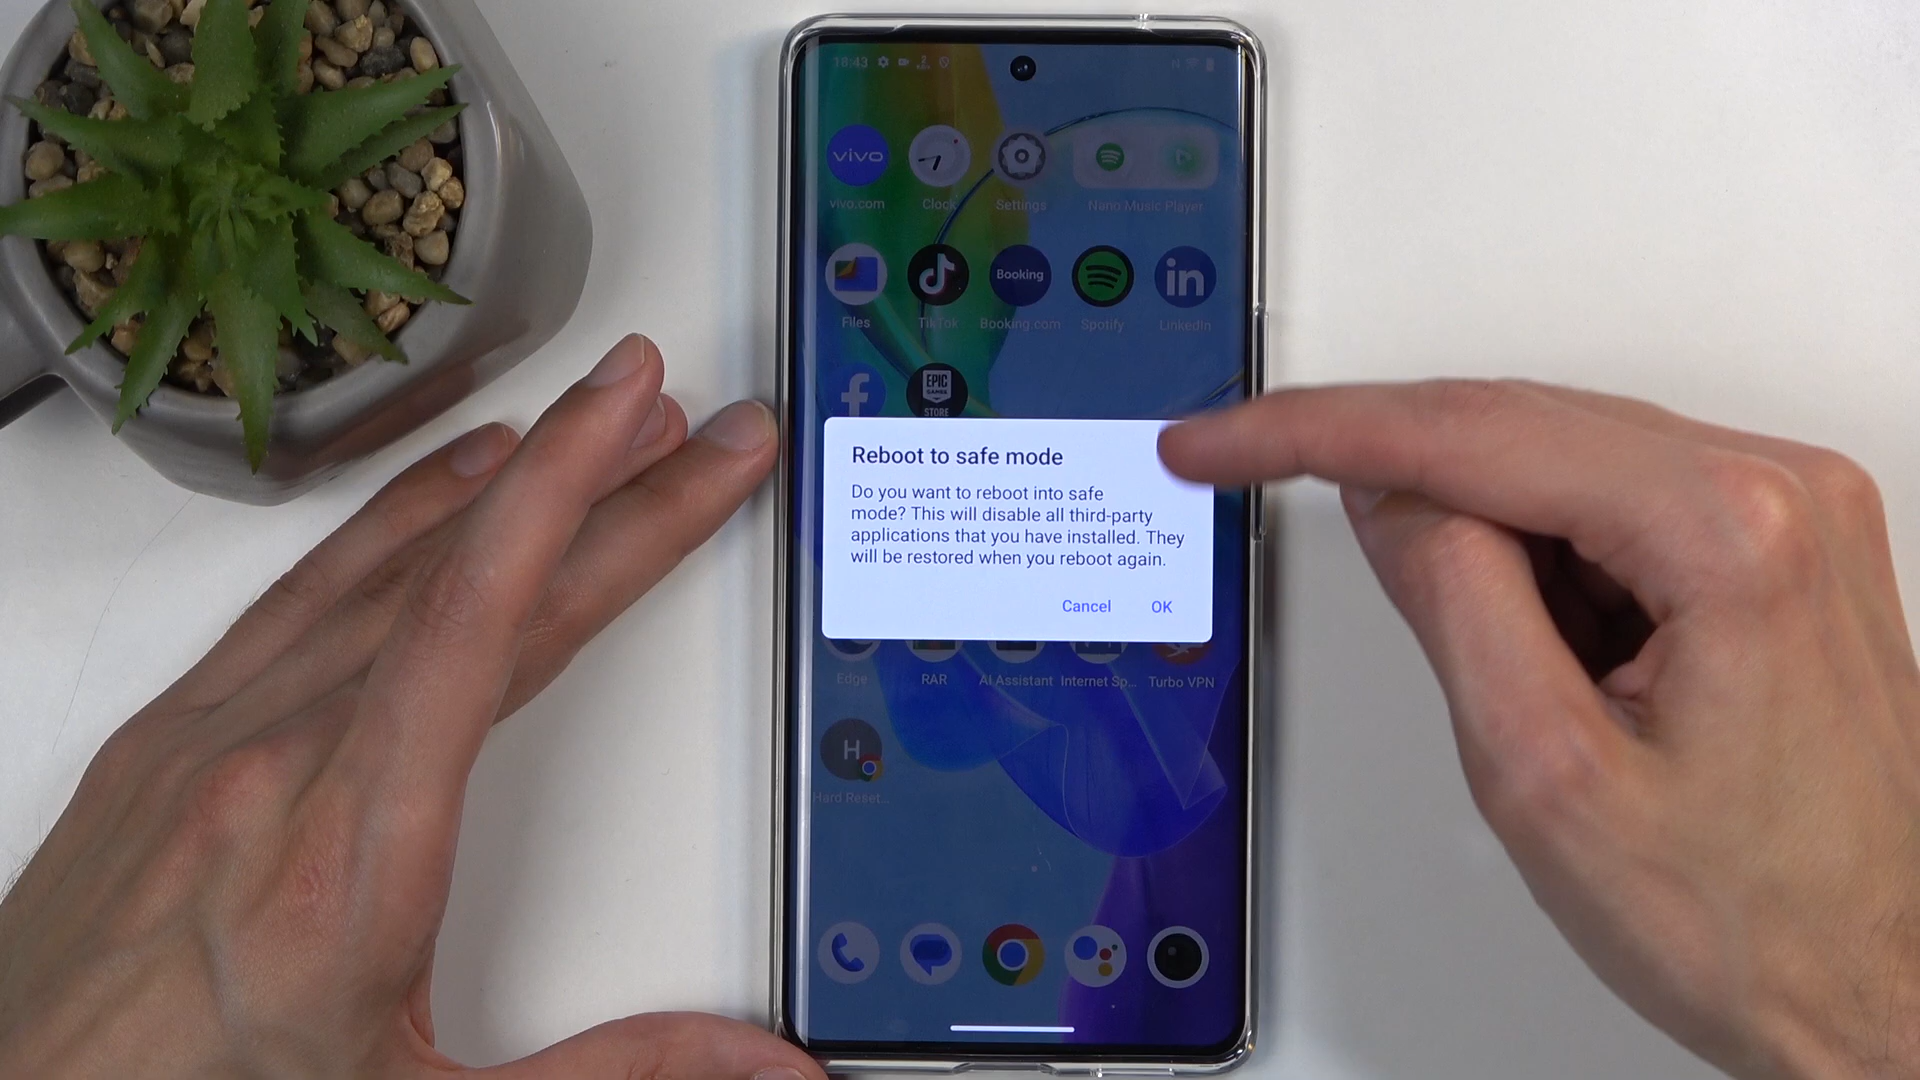 18:43
vivo
vivo.com
Clock
Settings
Nano Music Player
Booking
in
Files
TikTok
Booking.com
Spotify
LinkedIn
f
EPIC
GAMES
STORE
Reboot to safe mode
Do you want to reboot into safe
mode? This will disable all third-party
applications that you have installed. They
will be restored when you reboot again.
Cancel
OK
Edge
RAR
AI Assistant
Internet Sp...
Turbo VPN
H
Hard Reset...